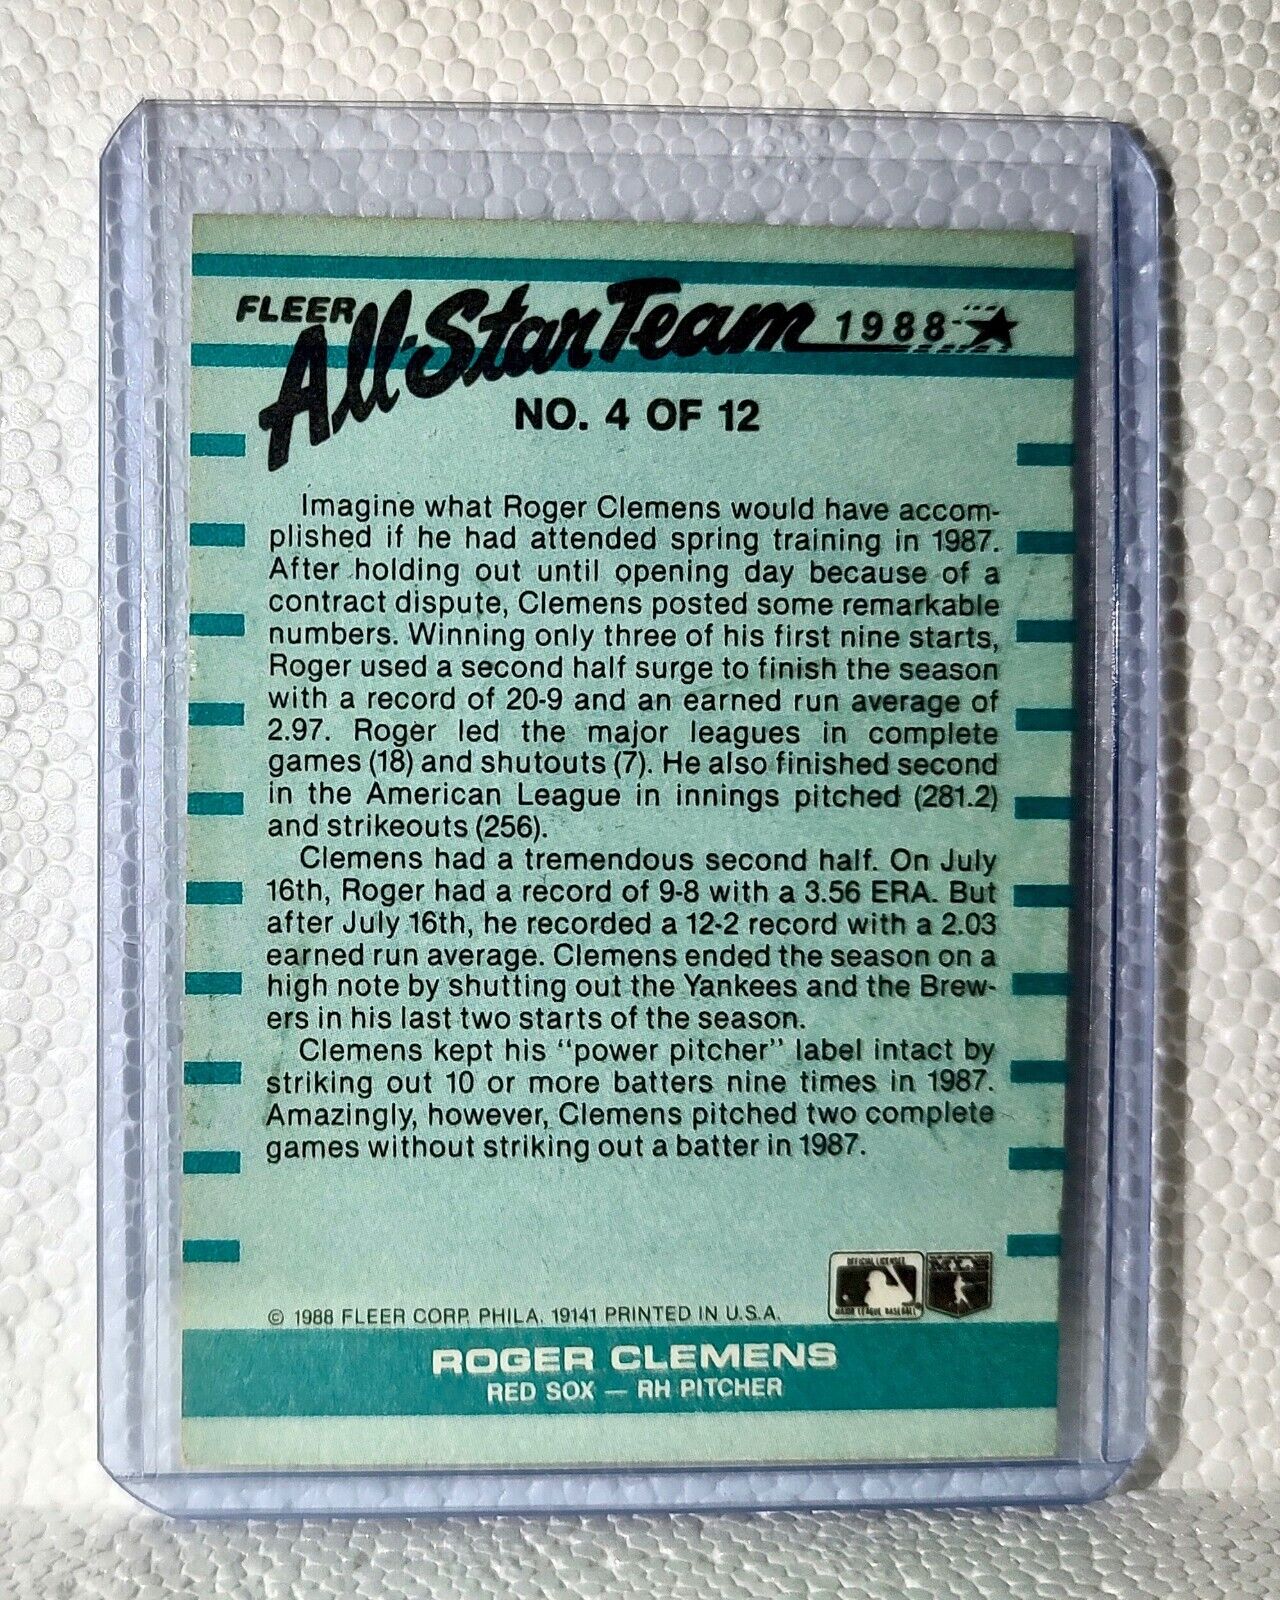 FLEER
All-Star Team 1988
NO. 4 OF 12
Imagine what Roger Clemens would have accom-
plished if he had attended spring training in 1987.
After holding out until opening day because of a
contract dispute, Clemens posted some remarkable
numbers. Winning only three of his first nine starts,
Roger used a second half surge to finish the season
with a record of 20-9 and an earned run average of
2.97. Roger led the major leagues in complete
games (18) and shutouts (7). He also finished second
in the American League in innings pitched (281.2)
and strikeouts (256).
Clemens had a tremendous second half. On July
16th, Roger had a record of 9-8 with a 3.56 ERA. But
after July 16th, he recorded a 12-2 record with a 2.03
earned run average. Clemens ended the season on a
high note by shutting out the Yankees and the Brew-
ers in his last two starts of the season.
Clemens kept his "power pitcher" label intact by
striking out 10 or more batters nine times in 1987.
Amazingly, however, Clemens pitched two complete
games without striking out a batter in 1987.
OFFICIAL LICENSEE
MAJOR LEAGUE BASEBALL
© 1988 FLEER CORP. PHILA. 19141 PRINTED IN U.S.A.
ROGER CLEMENS
RED SOX — RH PITCHER